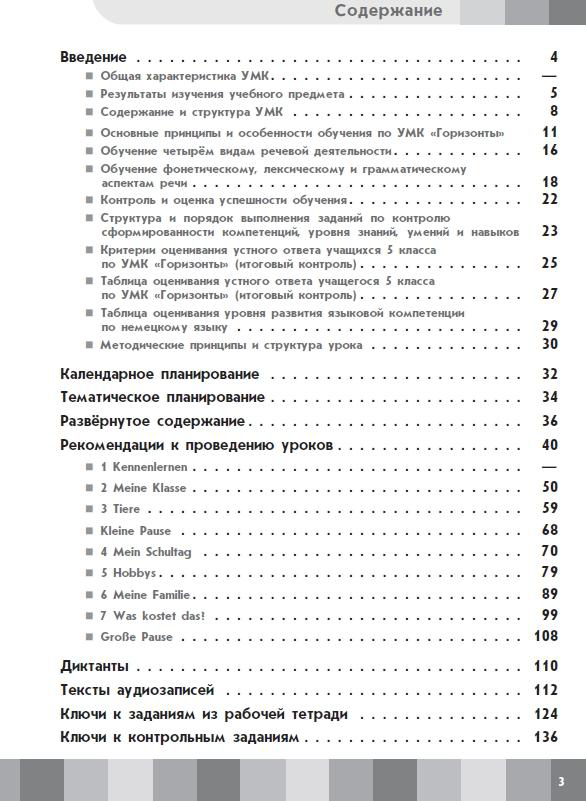 Содержание
Введение . . . . . . . . . . . . . . . . . . . . . . . . . . . . . . . . . . . 4
■ Общая характеристика УМК. . . . . . . . . . . . . . . . . . . . . . . —
■ Результаты изучения учебного предмета . . . . . . . . . . . . . . . . 5
■ Содержание и структура УМК . . . . . . . . . . . . . . . . . . . . . 8
■ Основные принципы и особенности обучения по УМК «Горизонты» 11
■ Обучение четырём видам речевой деятельности. . . . . . . . . . . . 16
■ Обучение фонетическому, лексическому и грамматическому
аспектам речи . . . . . . . . . . . . . . . . . . . . . . . . . . . . . . 18
■ Контроль и оценка успешности обучения. . . . . . . . . . . . . . . . 22
■ Структура и порядок выполнения заданий по контролю
сформированности компетенций, уровня знаний, умений и навыков 23
■ Критерии оценивания устного ответа учащихся 5 класса
по УМК «Горизонты» (итоговый контроль) . . . . . . . . . . . . . . . 25
■ Таблица оценивания устного ответа учащегося 5 класса
по УМК «Горизонты» (итоговый контроль) . . . . . . . . . . . . . . . 27
■ Таблица оценивания уровня развития языковой компетенции
по немецкому языку . . . . . . . . . . . . . . . . . . . . . . . . . . 29
■ Методические принципы и структура урока . . . . . . . . . . . . . . 30
Календарное планирование . . . . . . . . . . . . . . . . . . . . . . . 32
Тематическое планирование . . . . . . . . . . . . . . . . . . . . . . . 34
Развёрнутое содержание . . . . . . . . . . . . . . . . . . . . . . . . . 36
Рекомендации к проведению уроков . . . . . . . . . . . . . . . . . 40
■ 1 Kennenlernen . . . . . . . . . . . . . . . . . . . . . . . . . . . . . . —
■ 2 Meine Klasse . . . . . . . . . . . . . . . . . . . . . . . . . . . . . . 50
■ 3 Tiere . . . . . . . . . . . . . . . . . . . . . . . . . . . . . . . . . . 59
■ Kleine Pause . . . . . . . . . . . . . . . . . . . . . . . . . . . . . . . 68
■ 4 Mein Schultag . . . . . . . . . . . . . . . . . . . . . . . . . . . . . 70
■ 5 Hobbys . . . . . . . . . . . . . . . . . . . . . . . . . . . . . . . . . 79
■ 6 Meine Familie . . . . . . . . . . . . . . . . . . . . . . . . . . . . . . 89
■ 7 Was kostet das? . . . . . . . . . . . . . . . . . . . . . . . . . . . . 99
■ Große Pause . . . . . . . . . . . . . . . . . . . . . . . . . . . . . . . 108
Диктанты . . . . . . . . . . . . . . . . . . . . . . . . . . . . . . . . . . . 110
Тексты аудиозаписей . . . . . . . . . . . . . . . . . . . . . . . . . . . 112
Ключи к заданиям из рабочей тетради . . . . . . . . . . . . . . . 124
Ключи к контрольным заданиям . . . . . . . . . . . . . . . . . . . . 136
3